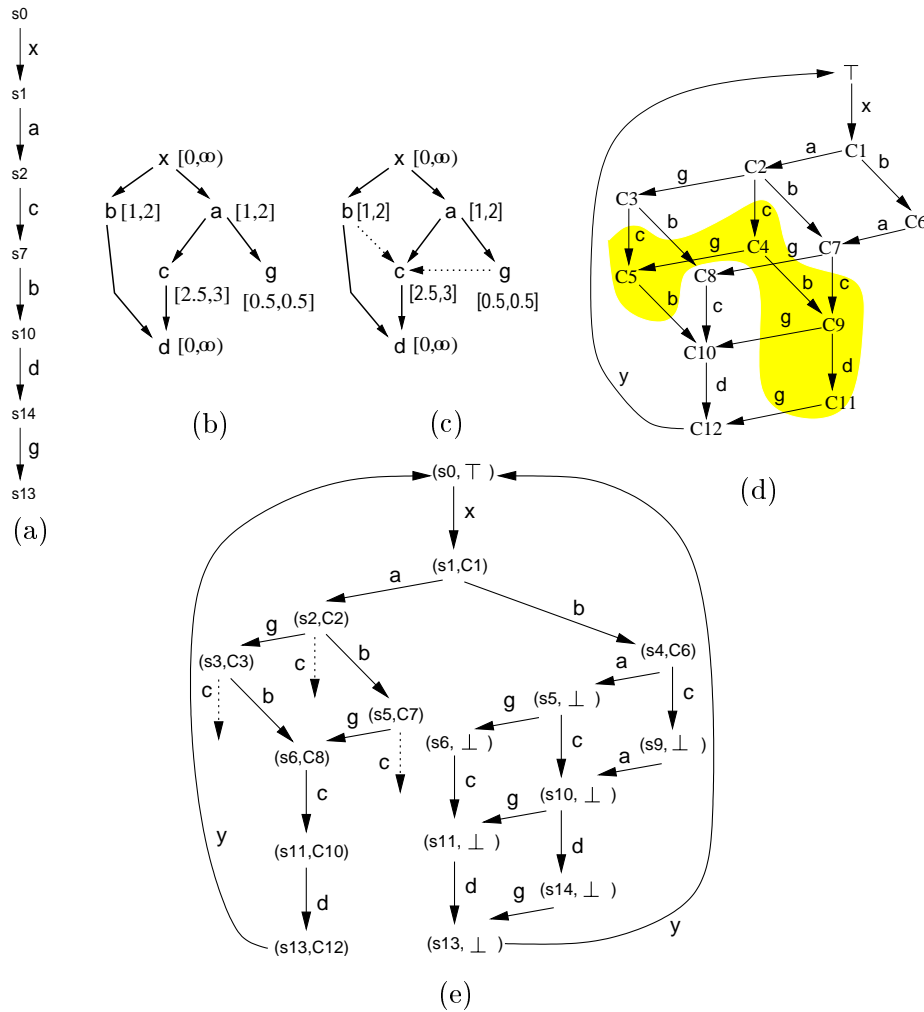 s0
x
s1
a
s2
c
s7
b
s10
d
s14
g
s13
(a)
x [0,∞)
b [1,2]
a [1,2]
c
g
[2.5,3]
[0.5,0.5]
d [0,∞)
(b)
x [0,∞)
b [1,2]
a [1,2]
c
g
[2.5,3]
[0.5,0.5]
d [0,∞)
(c)
⊤
x
C1
a
b
C2
g
C3
c
b
C6
b
c
a
g
C4
g
C7
C5
C8
b
c
b
c
g
C9
C10
y
d
d
g
C11
C12
(d)
(s0, ⊤ )
x
(s1,C1)
a
b
(s2,C2)
g
(s4,C6)
(s3,C3)
c
b
a
c
c
b
(s5, ⊥ )
(s5,C7)
g
g
(s6, ⊥ )
c
(s9, ⊥ )
(s6,C8)
c
a
c
c
(s10, ⊥ )
g
y
(s11, ⊥ )
(s11,C10)
d
d
d
(s14, ⊥ )
g
y
(s13,C12)
(s13, ⊥ )
(e)